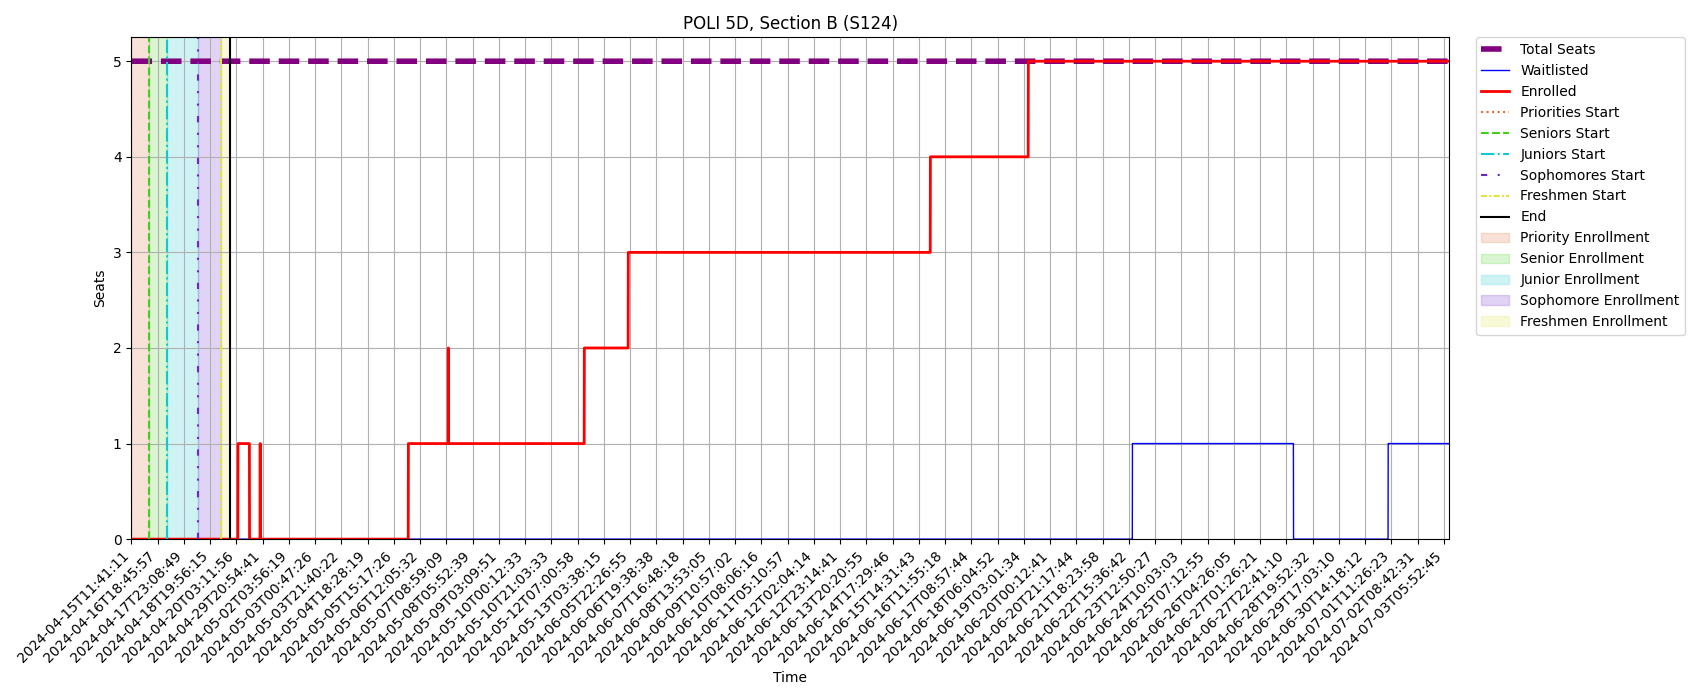 POLI 5D, Section B (S124)
Seats
5
4
3
2
1
0
2024-04-15T11:41:11
2024-04-16T18:45:57
2024-04-17T23:08:49
2024-04-18T19:56:15
2024-04-20T03:11:56
2024-04-29T20:54:41
2024-05-02T03:56:19
2024-05-03T00:47:26
2024-05-03T21:40:22
2024-05-04T18:28:19
2024-05-05T15:17:26
2024-05-06T12:05:32
2024-05-07T08:59:09
2024-05-08T05:52:39
2024-05-09T03:09:51
2024-05-10T00:12:33
2024-05-10T21:03:33
2024-05-12T07:00:58
2024-05-13T03:38:15
2024-06-05T22:26:55
2024-06-06T19:38:38
2024-06-07T16:48:18
2024-06-08T13:53:05
2024-06-09T10:57:02
2024-06-10T08:06:16
2024-06-11T05:10:57
2024-06-12T02:04:14
2024-06-12T23:14:41
2024-06-13T20:20:55
2024-06-14T17:29:46
2024-06-15T14:31:43
2024-06-16T11:55:18
2024-06-17T08:57:44
2024-06-18T06:04:52
2024-06-19T03:01:34
2024-06-20T00:12:41
2024-06-20T21:17:44
2024-06-21T18:23:58
2024-06-22T15:36:42
2024-06-23T12:50:27
2024-06-24T10:03:03
2024-06-25T07:12:55
2024-06-26T04:26:05
2024-06-27T01:26:21
2024-06-27T22:41:10
2024-06-28T19:52:32
2024-06-29T17:03:10
2024-06-30T14:18:12
2024-07-01T11:26:23
2024-07-02T08:42:31
2024-07-03T05:52:45
Time
Total Seats
Waitlisted
Enrolled
Priorities Start
Seniors Start
Juniors Start
Sophomores Start
Freshmen Start
End
Priority Enrollment
Senior Enrollment
Junior Enrollment
Sophomore Enrollment
Freshmen Enrollment